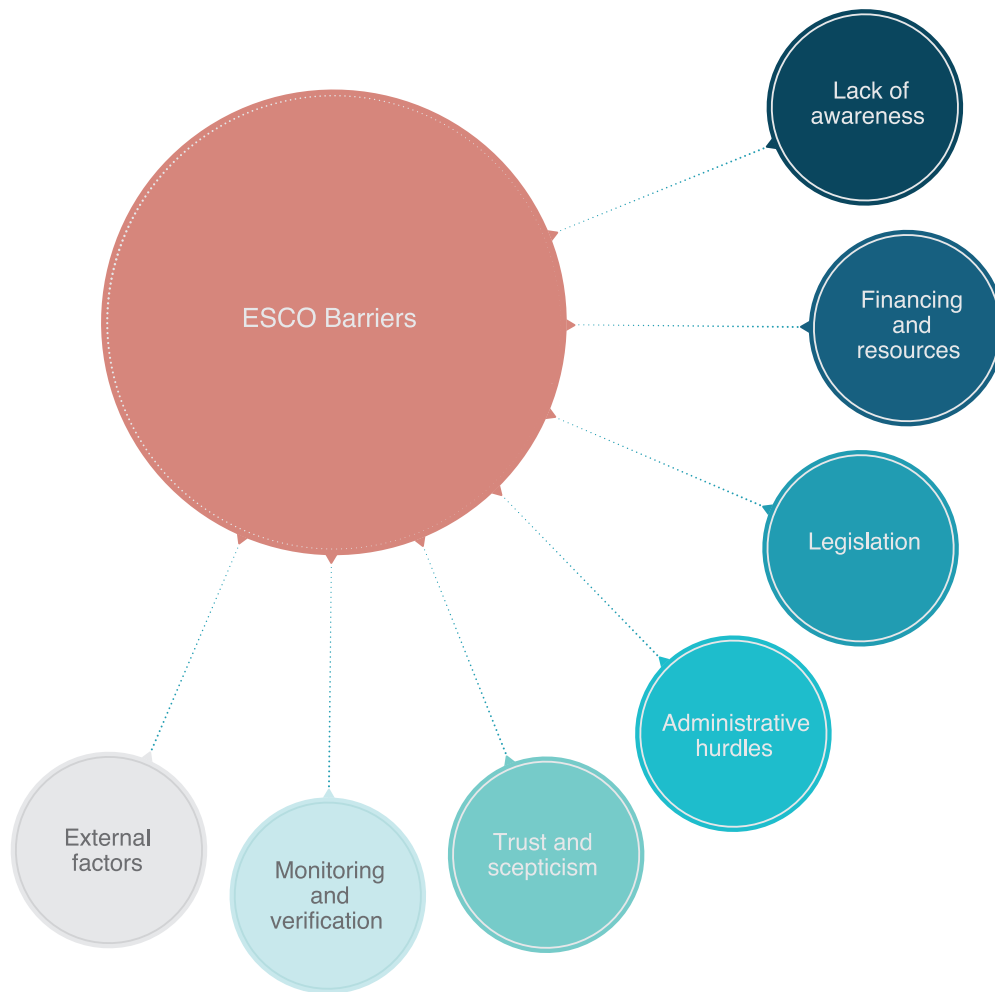 Lack of
awareness
ESCO Barriers
Financing
and
resources
Legislation
Administrative
hurdles
Trust and
scepticism
Monitoring
and
verification
External
factors